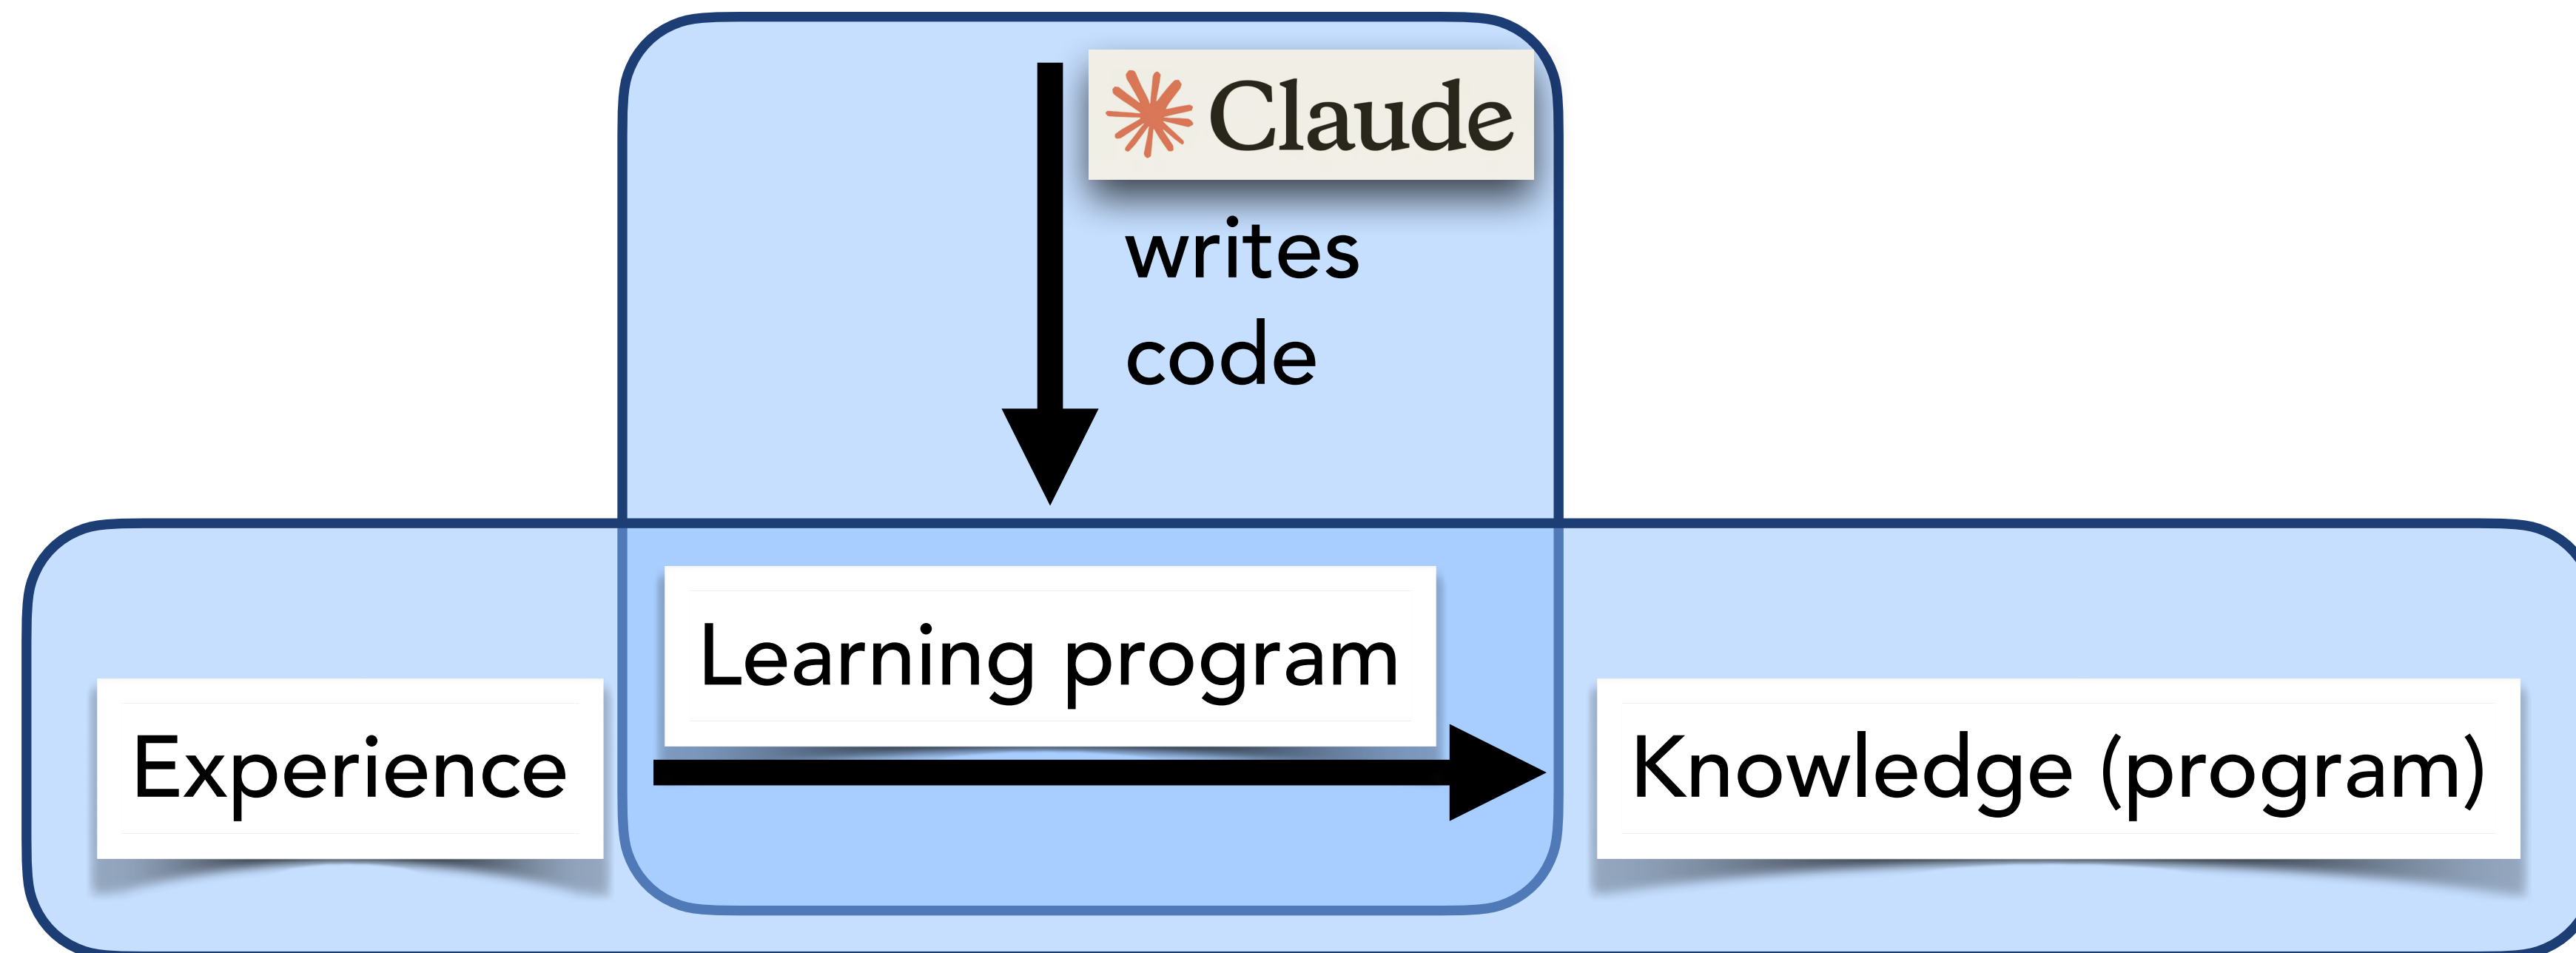 Claude
writes
code
Learning program
Experience
Knowledge (program)